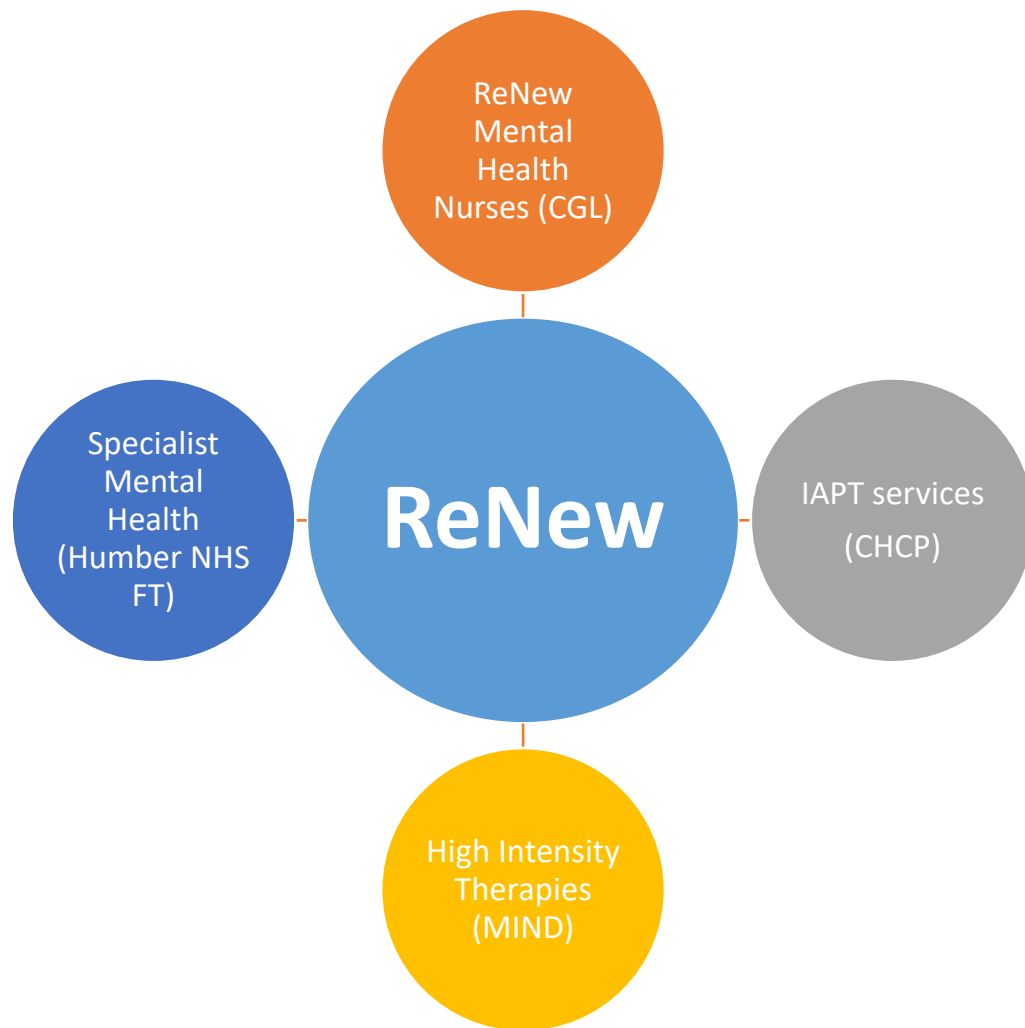 ReNew
Mental
Health
Nurses (CGL)
Specialist
Mental
Health
(Humber NHS
FT)
ReNew
IAPT services
(CHCP)
High Intensity
Therapies
(MIND)